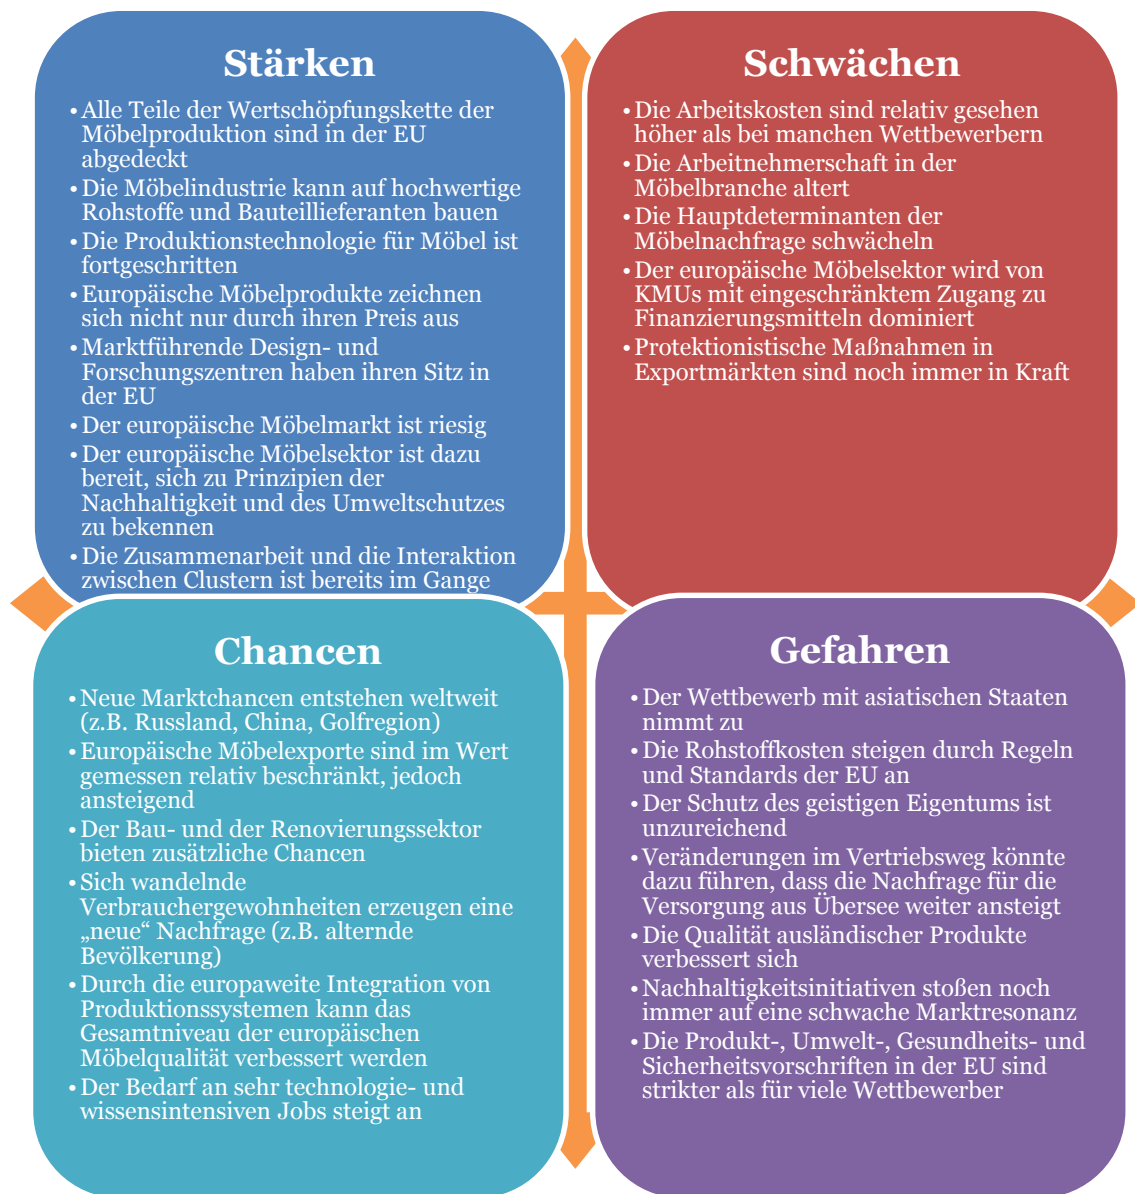 Stärken
• Alle Teile der Wertschöpfungskette der
Möbelproduktion sind in der EU
abgedeckt
• Die Möbelindustrie kann auf hochwertige
Rohstoffe und Bauteillieferanten bauen
• Die Produktionstechnologie für Möbel ist
fortgeschritten
• Europäische Möbelprodukte zeichnen
sich nicht nur durch ihren Preis aus
• Marktführende Design- und
Forschungszentren haben ihren Sitz in
der EU
• Der europäische Möbelmarkt ist riesig
• Der europäische Möbelsektor ist dazu
bereit, sich zu Prinzipien der
Nachhaltigkeit und des Umweltschutzes
zu bekennen
• Die Zusammenarbeit und die Interaktion
zwischen Clustern ist bereits im Gange
Schwächen
• Die Arbeitskosten sind relativ gesehen
höher als bei manchen Wettbewerbern
• Die Arbeitnehmerschaft in der
Möbelbranche altert
• Die Hauptdeterminanten der
Möbelnachfrage schwächeln
• Der europäische Möbelsektor wird von
KMUs mit eingeschränktem Zugang zu
Finanzierungsmitteln dominiert
• Protektionistische Maßnahmen in
Exportmärkten sind noch immer in Kraft
Chancen
• Neue Marktchancen entstehen weltweit
(z.B. Russland, China, Golfregion)
• Europäische Möbelexporte sind im Wert
gemessen relativ beschränkt, jedoch
ansteigend
• Der Bau- und der Renovierungssektor
bieten zusätzliche Chancen
• Sich wandelnde
Verbrauchergewohnheiten erzeugen eine
„neue“ Nachfrage (z.B. alternde
Bevölkerung)
• Durch die europaweite Integration von
Produktionssystemen kann das
Gesamtniveau der europäischen
Möbelqualität verbessert werden
• Der Bedarf an sehr technologie- und
wissensintensiven Jobs steigt an
Gefahren
• Der Wettbewerb mit asiatischen Staaten
nimmt zu
• Die Rohstoffkosten steigen durch Regeln
und Standards der EU an
• Der Schutz des geistigen Eigentums ist
unzureichend
• Veränderungen im Vertriebsweg könnte
dazu führen, dass die Nachfrage für die
Versorgung aus Übersee weiter ansteigt
• Die Qualität ausländischer Produkte
verbessert sich
• Nachhaltigkeitsinitiativen stoßen noch
immer auf eine schwache Marktresonanz
• Die Produkt-, Umwelt-, Gesundheits- und
Sicherheitsvorschriften in der EU sind
strikter als für viele Wettbewerber